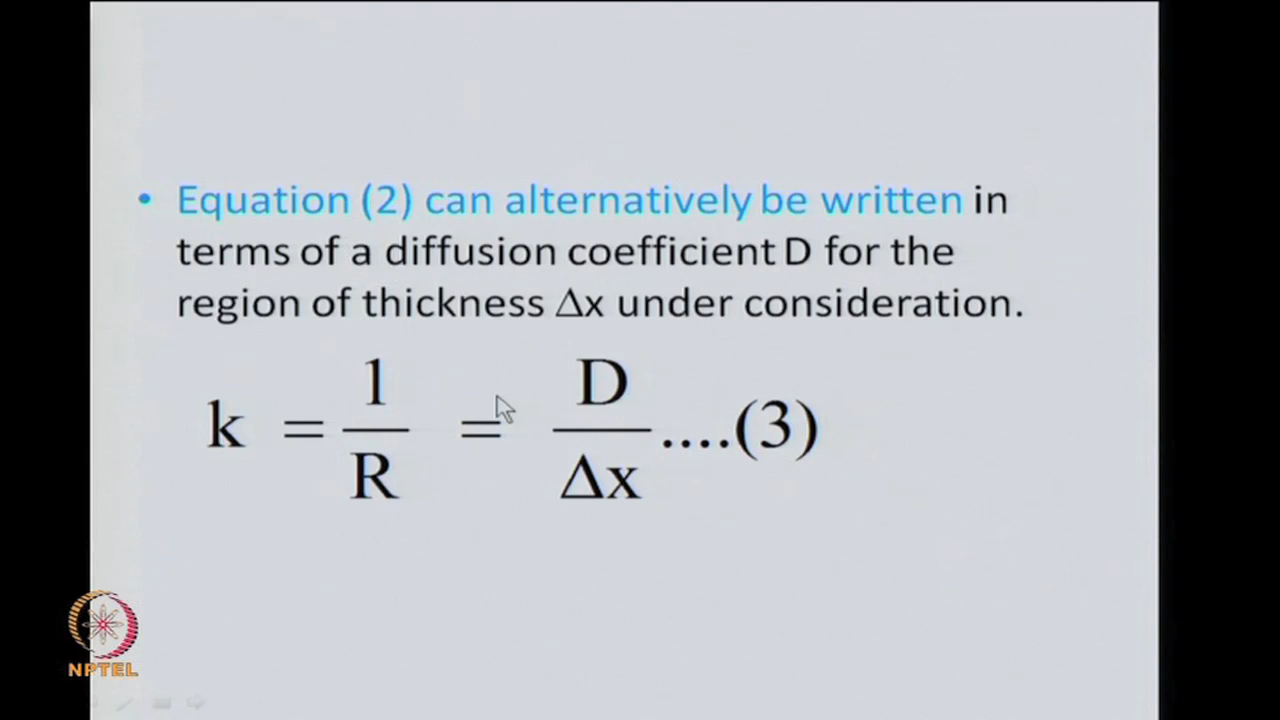 • Equation (2) can alternatively be written in
terms of a diffusion coefficient D for the
region of thickness Δx under consideration.
k = 1/R = D/Δx ....(3)
NPTEL